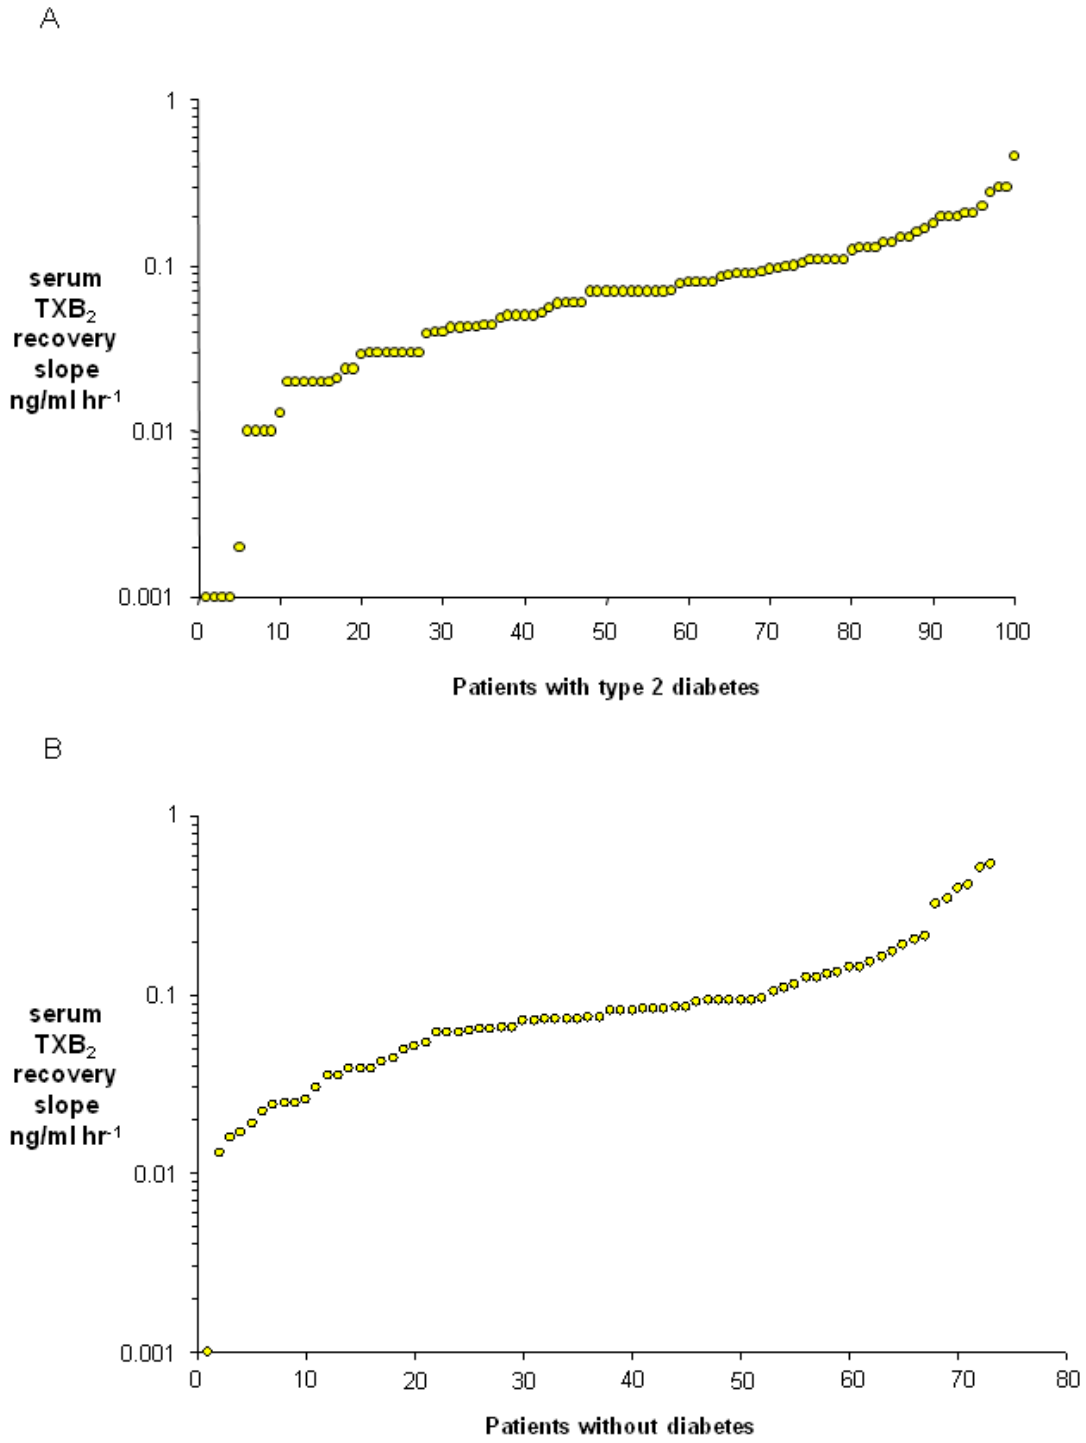 A
1
0.1
0.01
0.001
serum
TXB₂
recovery
slope
ng/ml hr⁻¹
0 10 20 30 40 50 60 70 80 90 100
Patients with type 2 diabetes
B
1
0.1
0.01
0.001
serum
TXB₂
recovery
slope
ng/ml hr⁻¹
0 10 20 30 40 50 60 70 80
Patients without diabetes